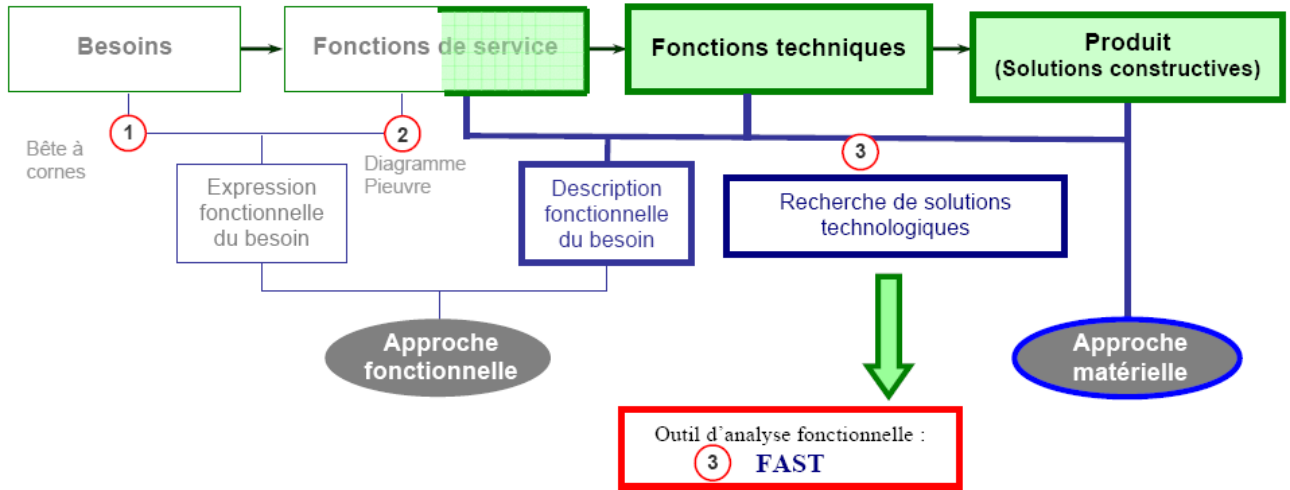 Besoins
Fonctions de service
Fonctions techniques
Produit
(Solutions constructives)
1
2
3
Bête à
cornes
Diagramme
Pieuvre
Expression
fonctionnelle
du besoin
Description
fonctionnelle
du besoin
Recherche de solutions
technologiques
Approche
fonctionnelle
Approche
matérielle
Outil d'analyse fonctionnelle :
3 FAST